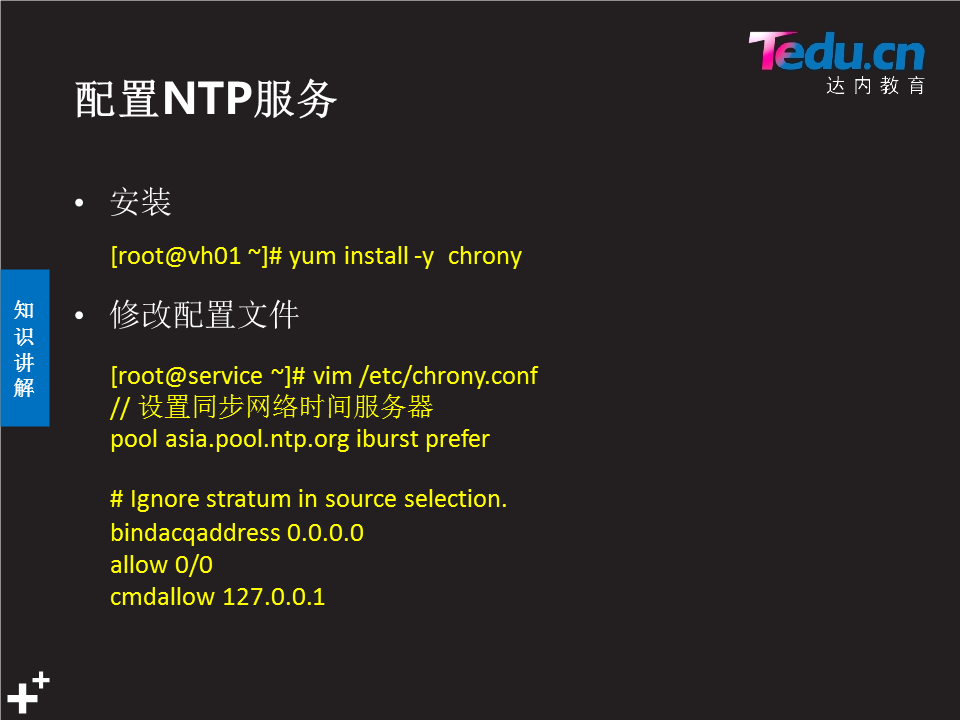 Tedu.cn
达内教育
配置NTP服务
• 安装
[root@vh01 ~]# yum install -y  chrony
知识讲解
• 修改配置文件
[root@service ~]# vim /etc/chrony.conf
// 设置同步网络时间服务器
pool asia.pool.ntp.org iburst prefer
# Ignore stratum in source selection.
bindacqaddress 0.0.0.0
allow 0/0
cmdallow 127.0.0.1